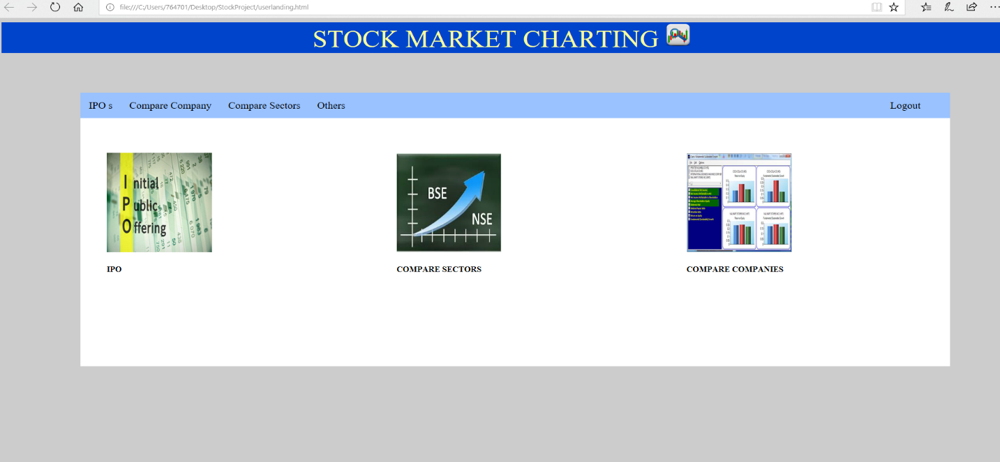 file:///C:/Users/764701/Desktop/StockProject/userlanding.html
STOCK MARKET CHARTING
IPO s Compare Company Compare Sectors Others Logout
Initial
Public
Offering
BSE
NSE
IPO COMPARE SECTORS COMPARE COMPANIES